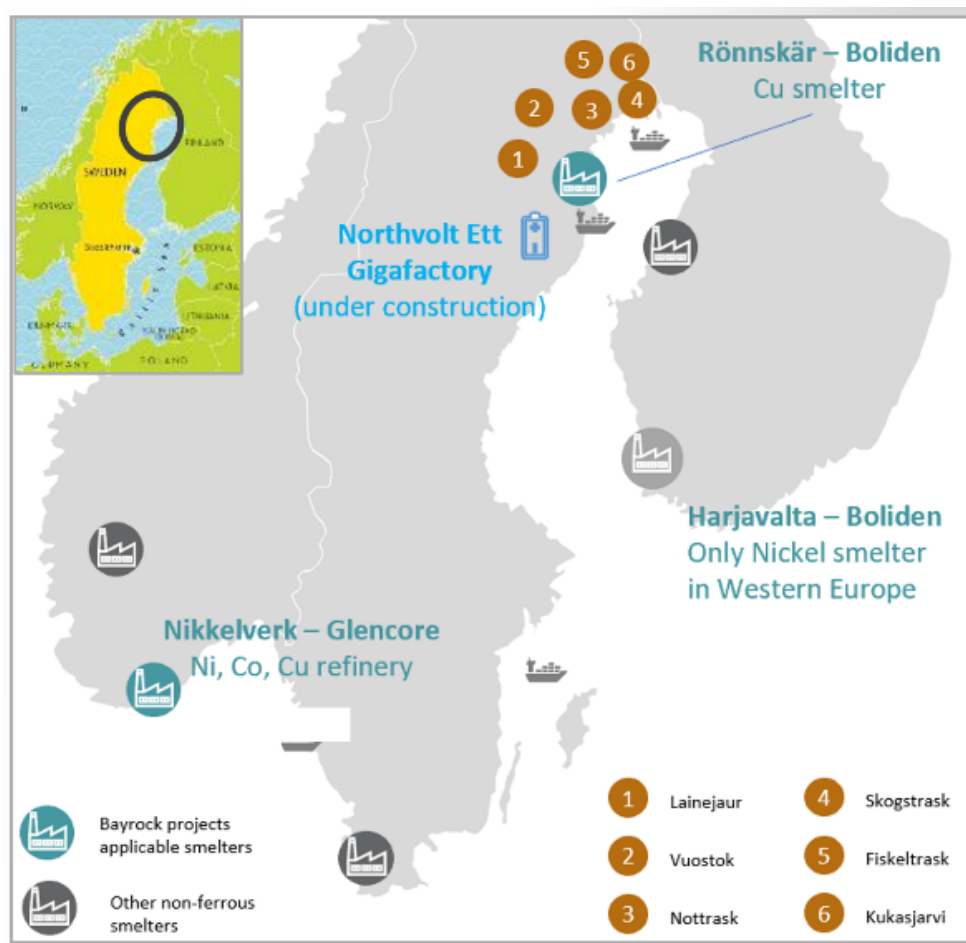 FINLAND
SWEDEN
NORWAY
Stockholm
ESTONIA
LATVIA
LITHUANIA
DENMARK
GERMANY
POLAND
Rönnskär – Boliden
Cu smelter
5
6
2
3
4
1
Northvolt Ett
Gigafactory
(under construction)
Harjavalta – Boliden
Only Nickel smelter
in Western Europe
Nikkelverk – Glencore
Ni, Co, Cu refinery
Bayrock projects
applicable smelters
Other non-ferrous
smelters
1 Lainejaur
2 Vuostok
3 Nottrask
4 Skogstrask
5 Fiskeltrask
6 Kukasjarvi